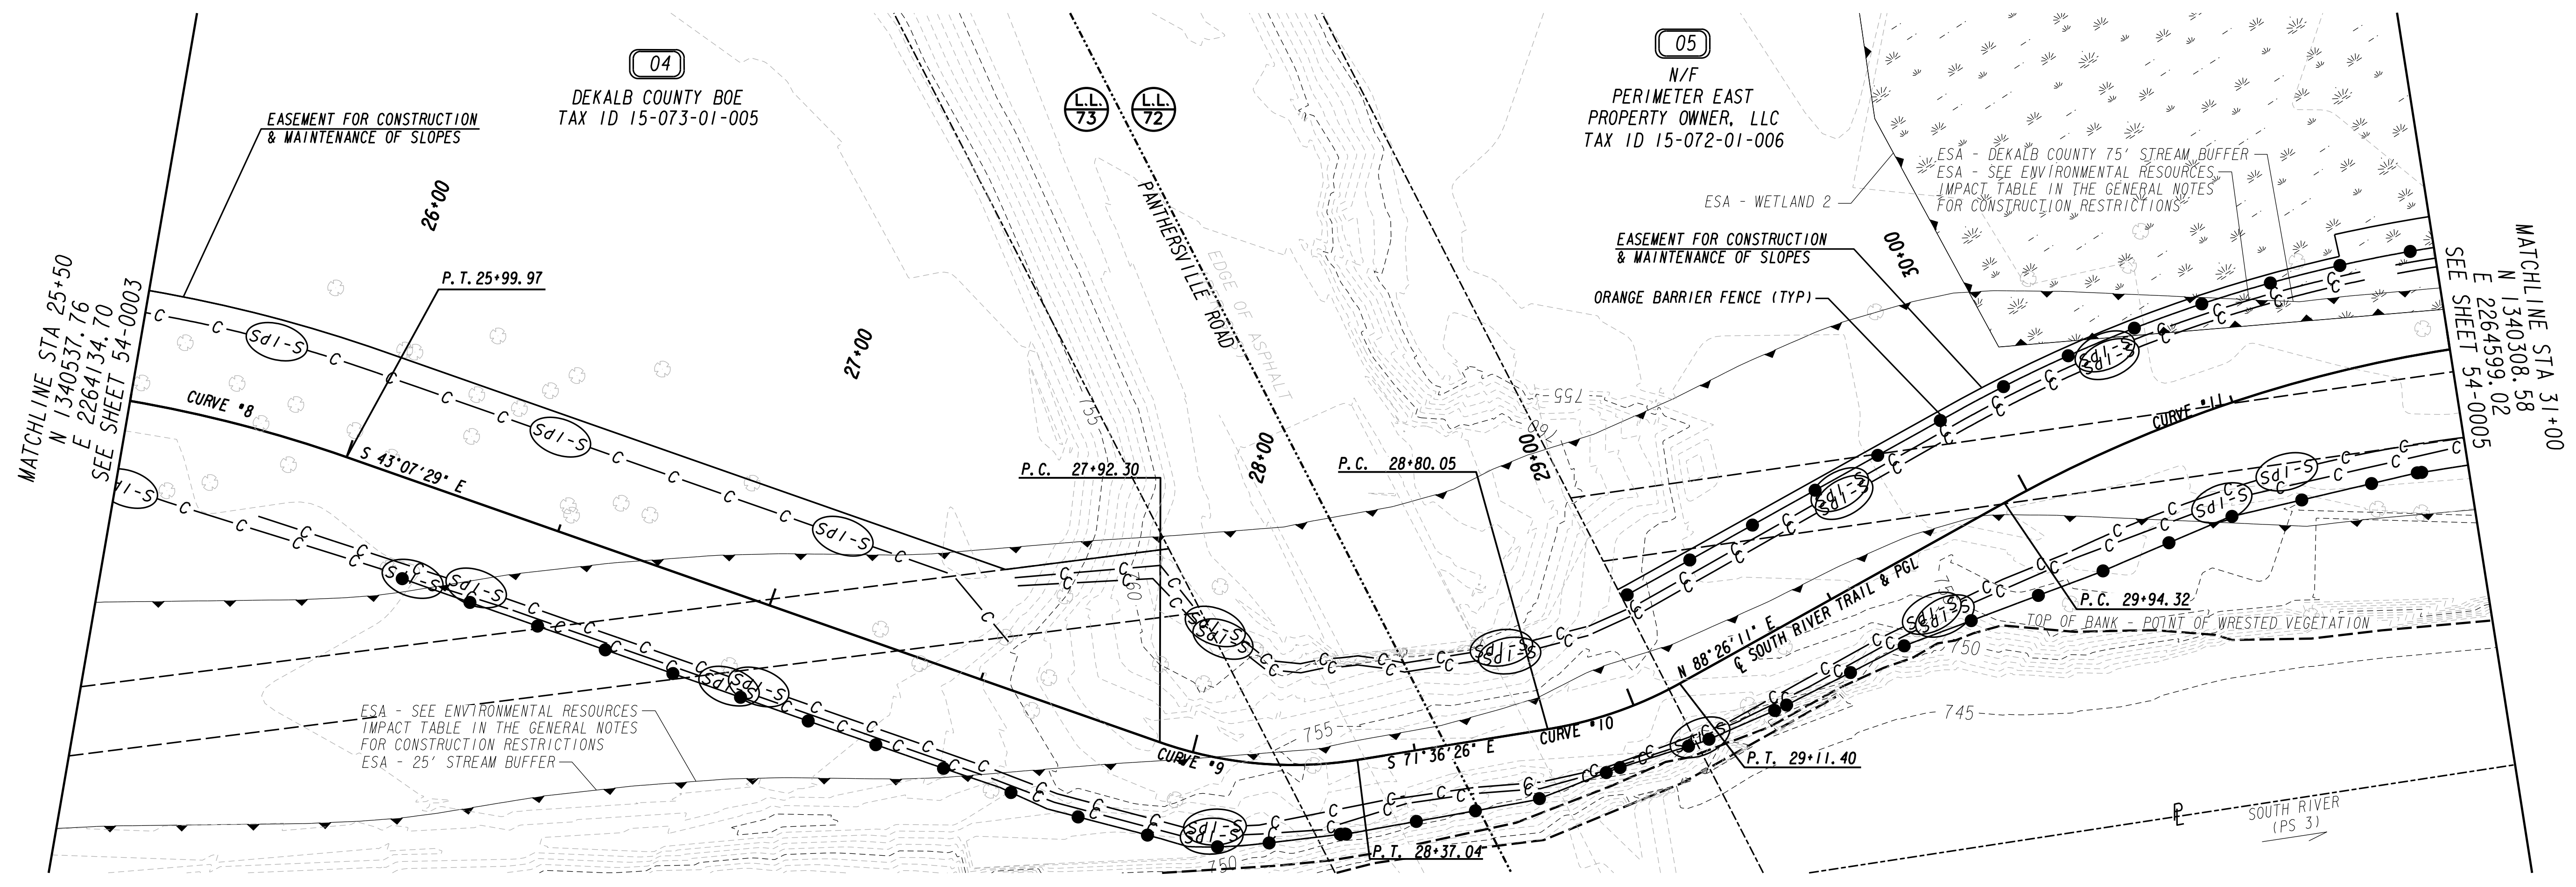 04
DEKALB COUNTY BOE
TAX ID 15-073-01-005
L.L.
73
L.L.
72
05
N/F
PERIMETER EAST
PROPERTY OWNER, LLC
TAX ID 15-072-01-006
EASEMENT FOR CONSTRUCTION
& MAINTENANCE OF SLOPES
26+00
P.T. 25+99.97
MATCHLINE STA 25+50
N 1340537.76
E 2264134.70
SEE SHEET 54-0003
CURVE #8
S 43°07'29" E
27+00
PANTHERSVILLE ROAD
EDGE OF ASPHALT
755
760
P.C. 27+92.30
28+00
P.C. 28+80.05
29+00
755
760
ESA - WETLAND 2
ESA - DEKALB COUNTY 75' STREAM BUFFER
ESA - SEE ENVIRONMENTAL RESOURCES
IMPACT TABLE IN THE GENERAL NOTES
FOR CONSTRUCTION RESTRICTIONS
EASEMENT FOR CONSTRUCTION
& MAINTENANCE OF SLOPES
30+00
ORANGE BARRIER FENCE (TYP)
MATCHLINE STA 31+00
N 1340308.58
E 2264599.02
SEE SHEET 54-0005
CURVE #11
C
S-IPS
ESA - SEE ENVIRONMENTAL RESOURCES
IMPACT TABLE IN THE GENERAL NOTES
FOR CONSTRUCTION RESTRICTIONS
ESA - 25' STREAM BUFFER
CURVE #9
755
S 71°36'26" E
CURVE #10
N 88°26'11" E
℄ SOUTH RIVER TRAIL & PGL
P.C. 29+94.32
TOP OF BANK - POINT OF WRESTED VEGETATION
750
745
P.T. 29+11.40
P.T. 28+37.04
750
PL
SOUTH RIVER
(PS 3)